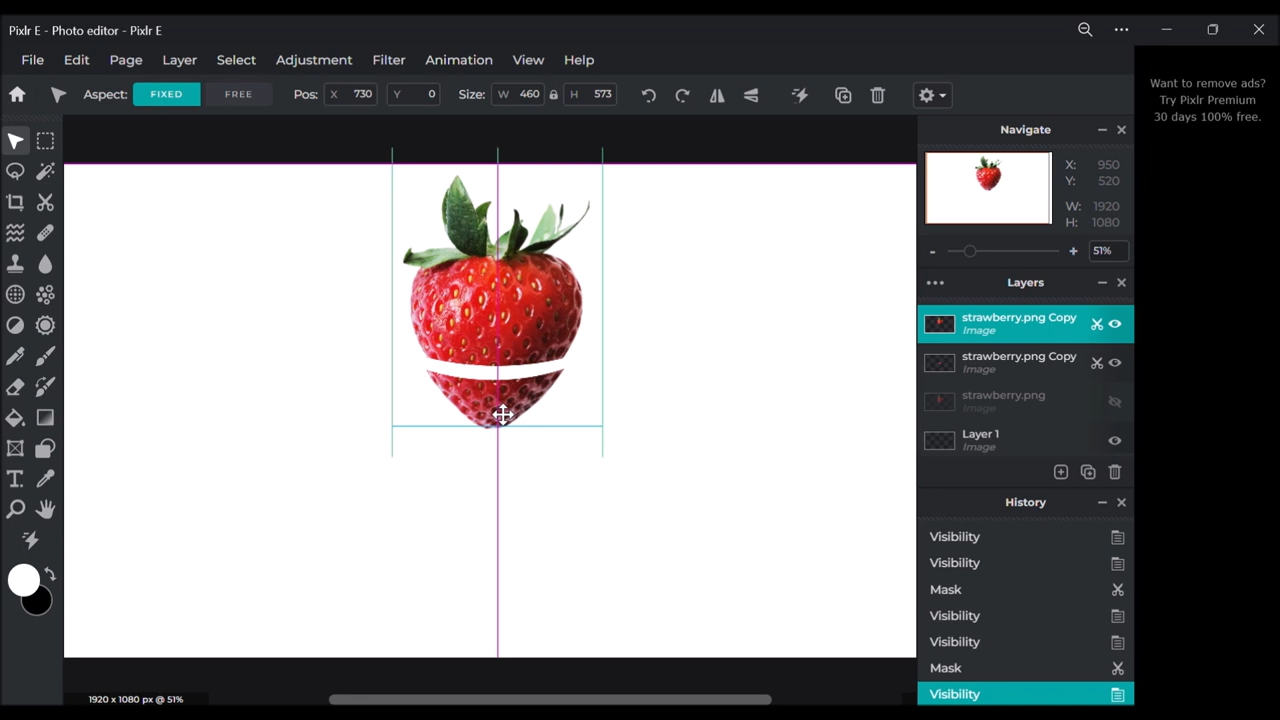 Pixlr E - Photo editor - Pixlr E
File Edit Page Layer Select Adjustment Filter Animation View Help
Aspect: FIXED FREE Pos: X 730 Y 0 Size: W 460 H 573
Want to remove ads?
Try Pixlr Premium
30 days 100% free.
Navigate
X: 950
Y: 520
W: 1920
H: 1080
- + 51%
Layers
strawberry.png Copy
Image
strawberry.png Copy
Image
strawberry.png
Image
Layer 1
Image
History
Visibility
Visibility
Mask
Visibility
Visibility
Mask
Visibility
1920 x 1080 px @ 51%